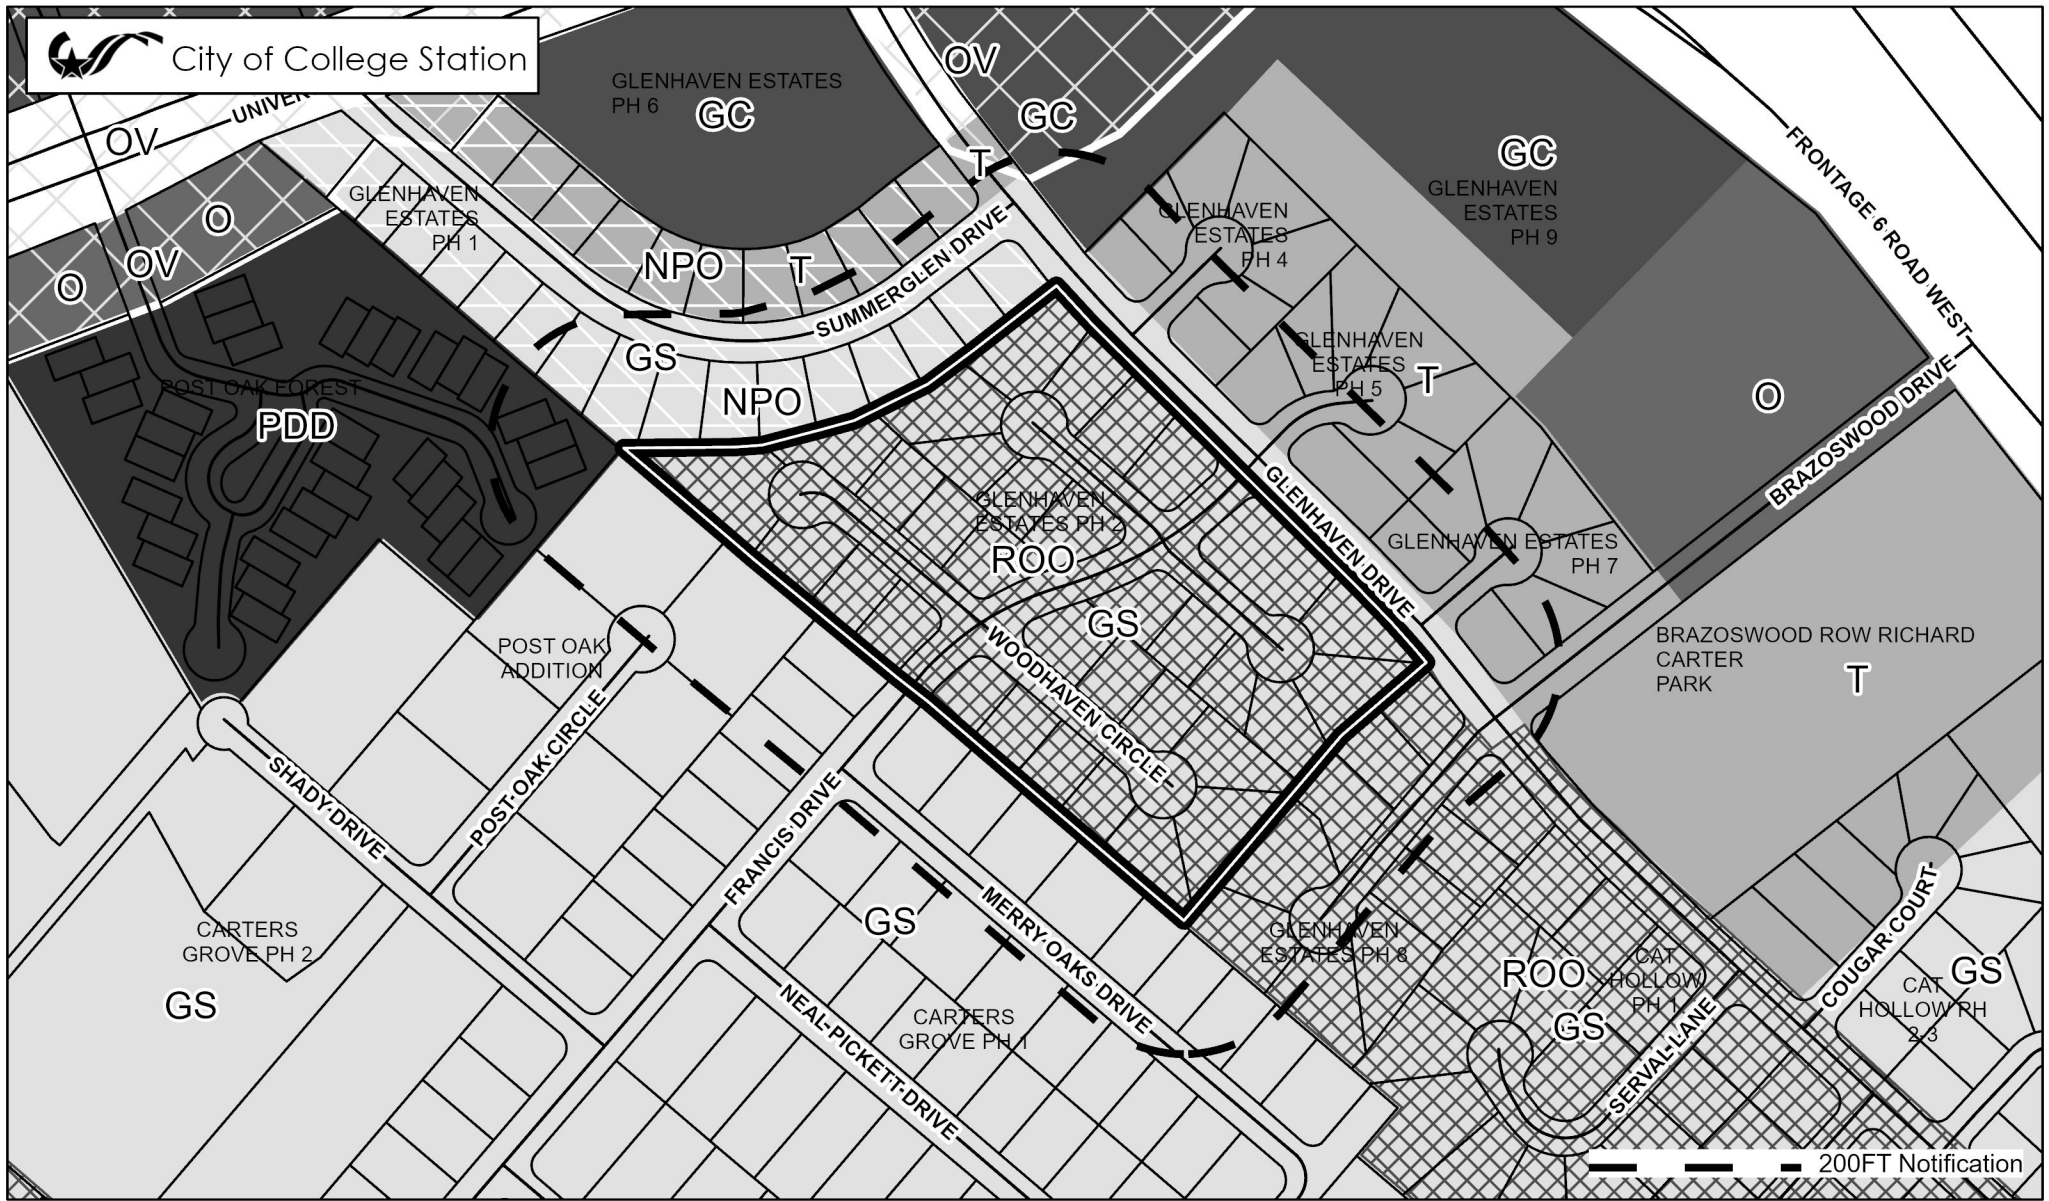 City of College Station
UNIVER
OV
O
O
OV
GLENHAVEN ESTATES
PH 6
GC
OV
GC
T
GC
GLENHAVEN
ESTATES
PH 9
FRONTAGE 6 ROAD WEST
GLENHAVEN
ESTATES
PH 1
NPO
T
SUMMERGLEN DRIVE
GS
NPO
GLENHAVEN
ESTATES
PH 4
GLENHAVEN
ESTATES
PH 5
T
O
BRAZOSWOOD DRIVE
POST OAK FOREST
PDD
GLENHAVEN
ESTATES PH 2
ROO
GS
GLENHAVEN DRIVE
WOODHAVEN CIRCLE
GLENHAVEN ESTATES
PH 7
BRAZOSWOOD ROW RICHARD
CARTER
PARK
T
POST OAK
ADDITION
POST OAK CIRCLE
SHADY DRIVE
FRANCIS DRIVE
CARTERS
GROVE PH 2
GS
GS
MERRY OAKS DRIVE
CARTERS
GROVE PH 1
NEAL PICKETT DRIVE
GLENHAVEN
ESTATES PH 8
ROO
GS
CAT
HOLLOW
PH 1
SERVAL LANE
COUGAR COURT
GS
CAT
HOLLOW PH
2-3
200FT Notification